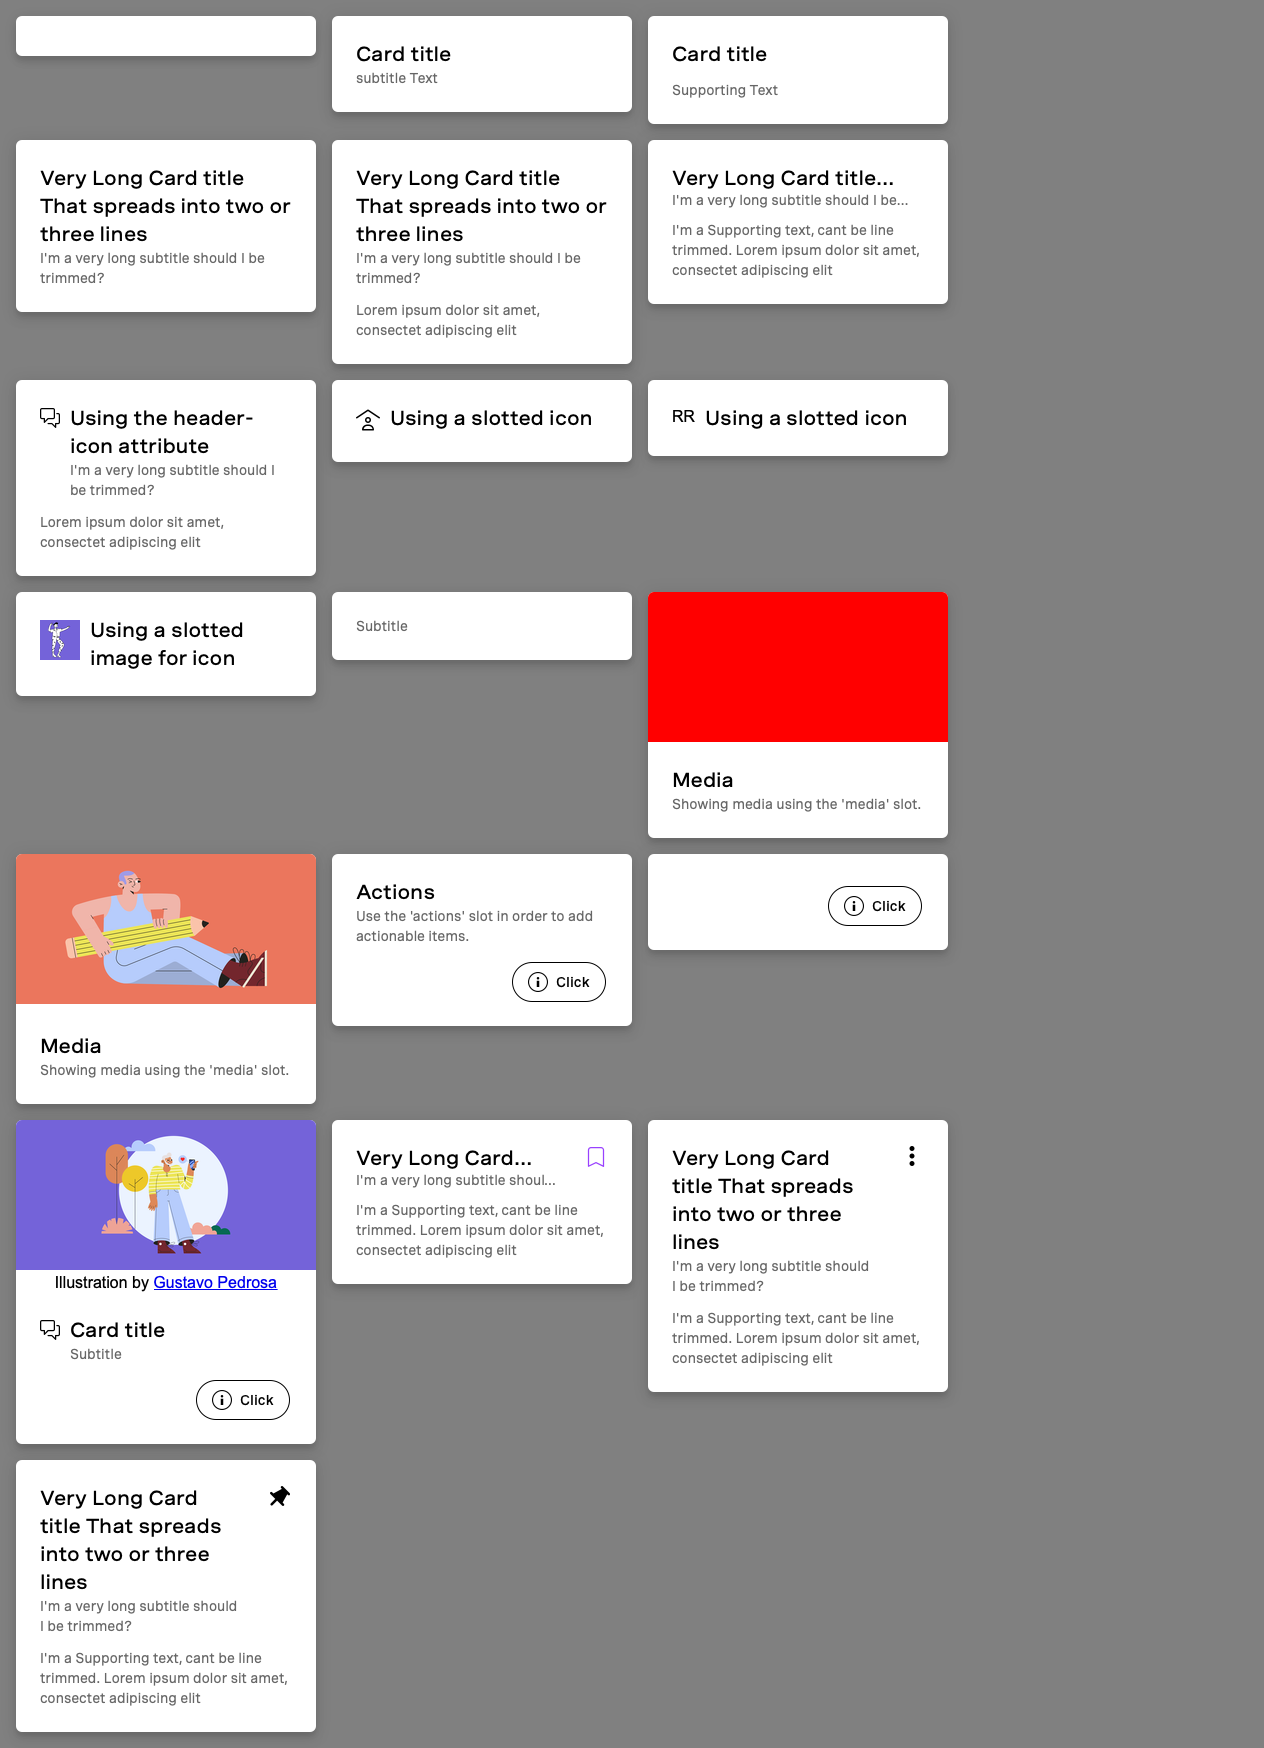 Card title
subtitle Text
Card title
Supporting Text
Very Long Card title
That spreads into two or
three lines
I'm a very long subtitle should I be
trimmed?
Very Long Card title
That spreads into two or
three lines
I'm a very long subtitle should I be
trimmed?
Lorem ipsum dolor sit amet,
consectet adipiscing elit
Very Long Card title...
I'm a very long subtitle should I be...
I'm a Supporting text, cant be line
trimmed. Lorem ipsum dolor sit amet,
consectet adipiscing elit
Using the header-
icon attribute
I'm a very long subtitle should I
be trimmed?
Lorem ipsum dolor sit amet,
consectet adipiscing elit
Using a slotted icon
RR Using a slotted icon
Using a slotted
image for icon
Subtitle
Media
Showing media using the 'media' slot.
Media
Showing media using the 'media' slot.
Actions
Use the 'actions' slot in order to add
actionable items.
Click
Click
Illustration by Gustavo Pedrosa
Card title
Subtitle
Click
Very Long Card...
I'm a very long subtitle shoul...
I'm a Supporting text, cant be line
trimmed. Lorem ipsum dolor sit amet,
consectet adipiscing elit
Very Long Card
title That spreads
into two or three
lines
I'm a very long subtitle should
I be trimmed?
I'm a Supporting text, cant be line
trimmed. Lorem ipsum dolor sit amet,
consectet adipiscing elit
Very Long Card
title That spreads
into two or three
lines
I'm a very long subtitle should
I be trimmed?
I'm a Supporting text, cant be line
trimmed. Lorem ipsum dolor sit amet,
consectet adipiscing elit